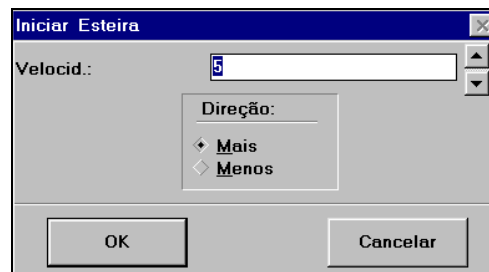 Iniciar Esteira
Velocid.: 5
Direção:
Mais
Menos
OK Cancelar